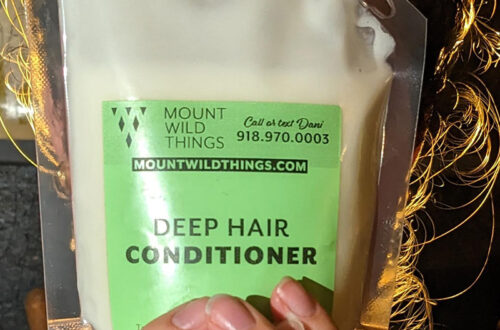 MOUNT
WILD
THINGS
Call or text Dani
918.970.0003
MOUNTWILDTHINGS.COM
DEEP HAIR
CONDITIONER